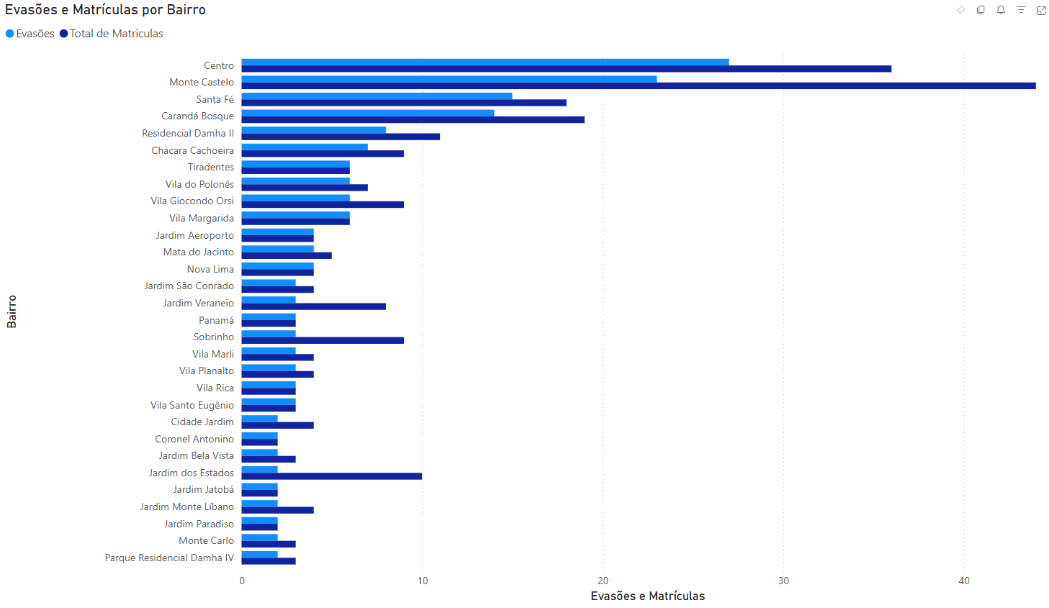 Evasões e Matrículas por Bairro
Evasões Total de Matriculas
Centro
Monte Castelo
Santa Fé
Carandá Bosque
Residencial Damha II
Chácara Cachoeira
Tiradentes
Vila do Polonês
Vila Giocondo Orsi
Vila Margarida
Jardim Aeroporto
Mata do Jacinto
Nova Lima
Jardim São Conrado
Jardim Veraneio
Panamá
Sobrinho
Vila Marli
Vila Planalto
Vila Rica
Vila Santo Eugênio
Cidade Jardim
Coronel Antonino
Jardim Bela Vista
Jardim dos Estados
Jardim Jatobá
Jardim Monte Líbano
Jardim Paradiso
Monte Carlo
Parque Residencial Damha IV
Bairro
0 10 20 30 40
Evasões e Matrículas